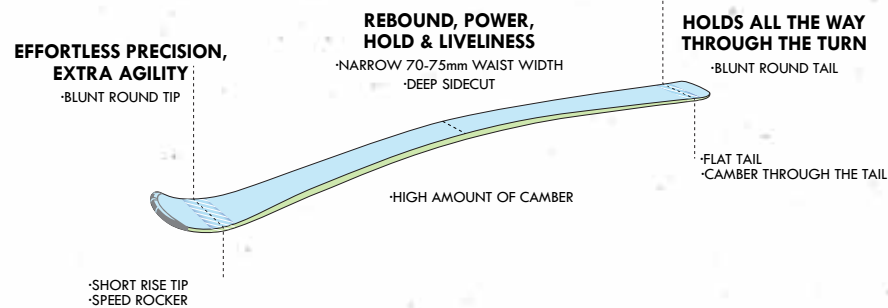 EFFORTLESS PRECISION,
EXTRA AGILITY
·BLUNT ROUND TIP
REBOUND, POWER,
HOLD & LIVELINESS
·NARROW 70-75mm WAIST WIDTH
·DEEP SIDECUT
HOLDS ALL THE WAY
THROUGH THE TURN
·BLUNT ROUND TAIL
·FLAT TAIL
·CAMBER THROUGH THE TAIL
·HIGH AMOUNT OF CAMBER
·SHORT RISE TIP
·SPEED ROCKER